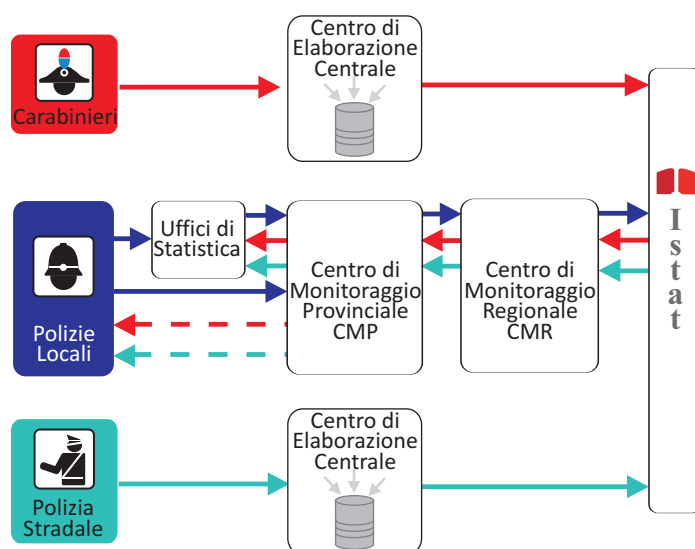 Carabinieri
Centro di
Elaborazione
Centrale
Istat
Polizie
Locali
Uffici di
Statistica
Centro di
Monitoraggio
Provinciale
CMP
Centro di
Monitoraggio
Regionale
CMR
Polizia
Stradale
Centro di
Elaborazione
Centrale